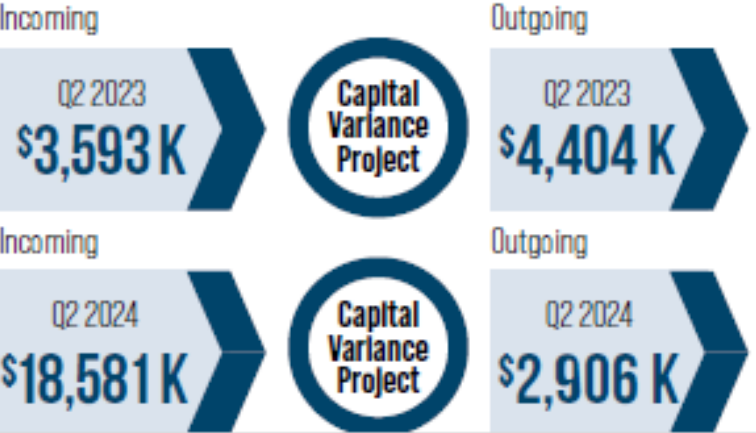 Incoming
Outgoing
Q2 2023
$3,593 K
Capital
Variance
Project
Q2 2023
$4,404 K
Incoming
Outgoing
Q2 2024
$18,581 K
Capital
Variance
Project
Q2 2024
$2,906 K